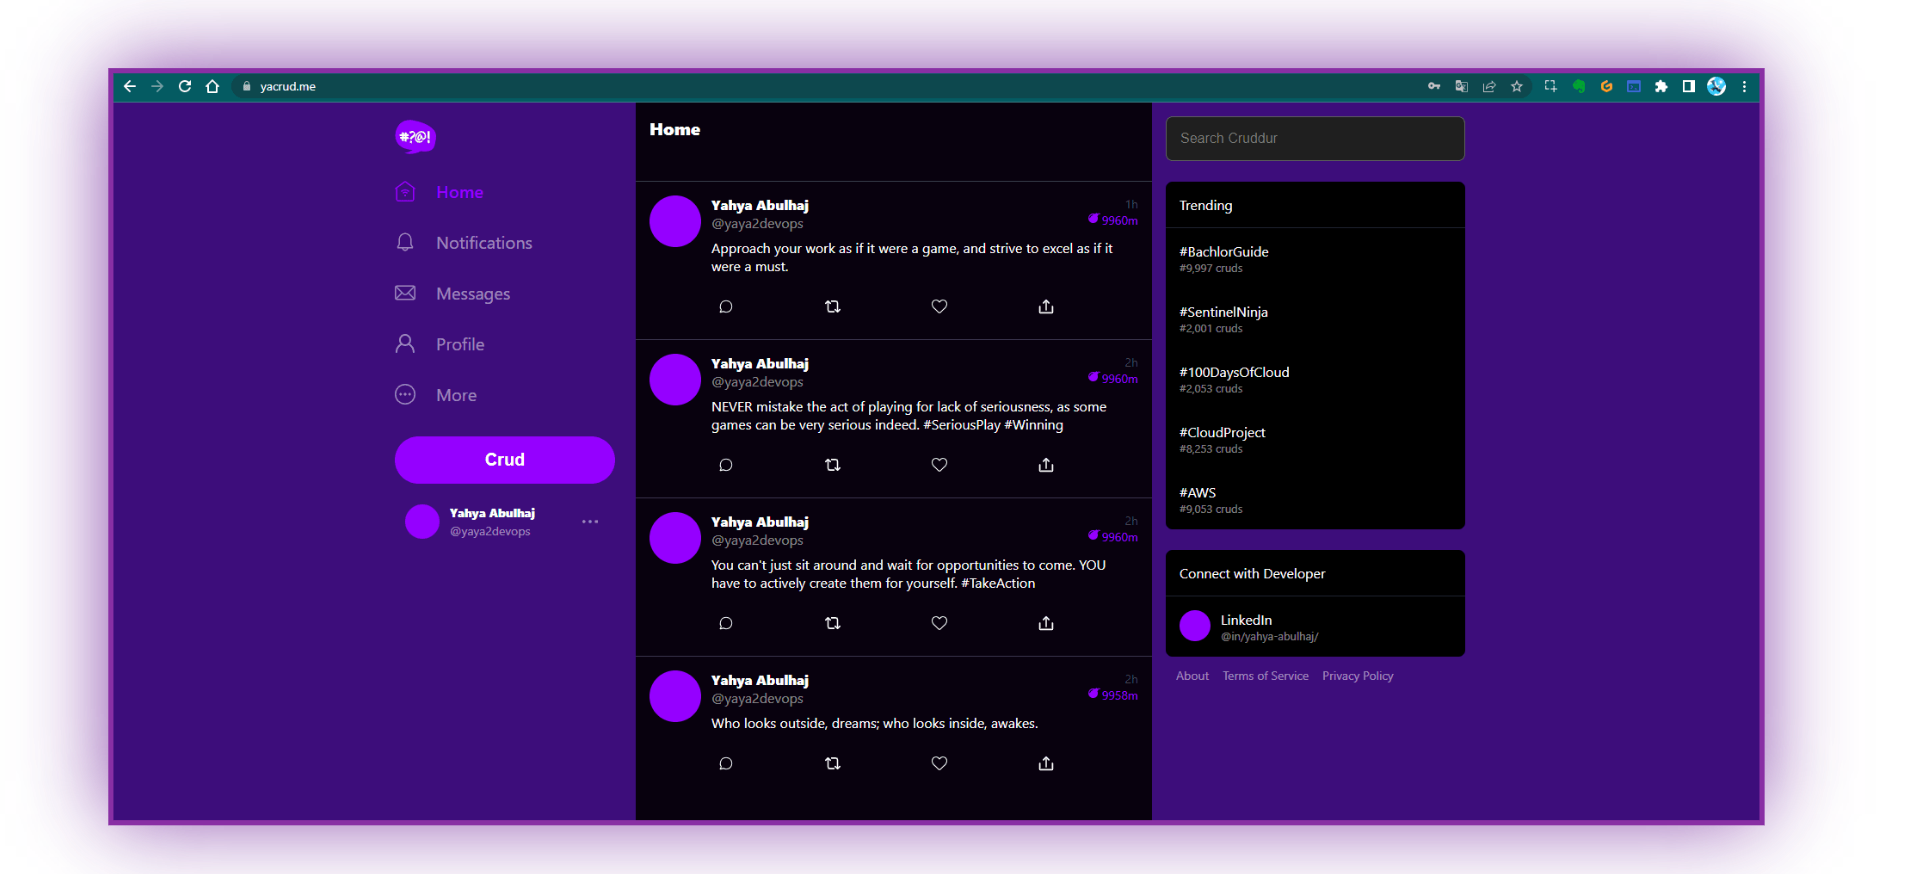 yacrud.me
#?@!
Home
Notifications
Messages
Profile
More
Crud
Yahya Abulhaj
@yaya2devops
Home
Yahya Abulhaj
1h
@yaya2devops
9960m
Approach your work as if it were a game, and strive to excel as if it
were a must.
Yahya Abulhaj
2h
@yaya2devops
9960m
NEVER mistake the act of playing for lack of seriousness, as some
games can be very serious indeed. #SeriousPlay #Winning
Yahya Abulhaj
2h
@yaya2devops
9960m
You can't just sit around and wait for opportunities to come. YOU
have to actively create them for yourself. #TakeAction
Yahya Abulhaj
2h
@yaya2devops
9958m
Who looks outside, dreams; who looks inside, awakes.
Search Cruddur
Trending
#BachlorGuide
#9,997 cruds
#SentinelNinja
#2,001 cruds
#100DaysOfCloud
#2,053 cruds
#CloudProject
#8,253 cruds
#AWS
#9,053 cruds
Connect with Developer
LinkedIn
@in/yahya-abulhaj/
About Terms of Service Privacy Policy